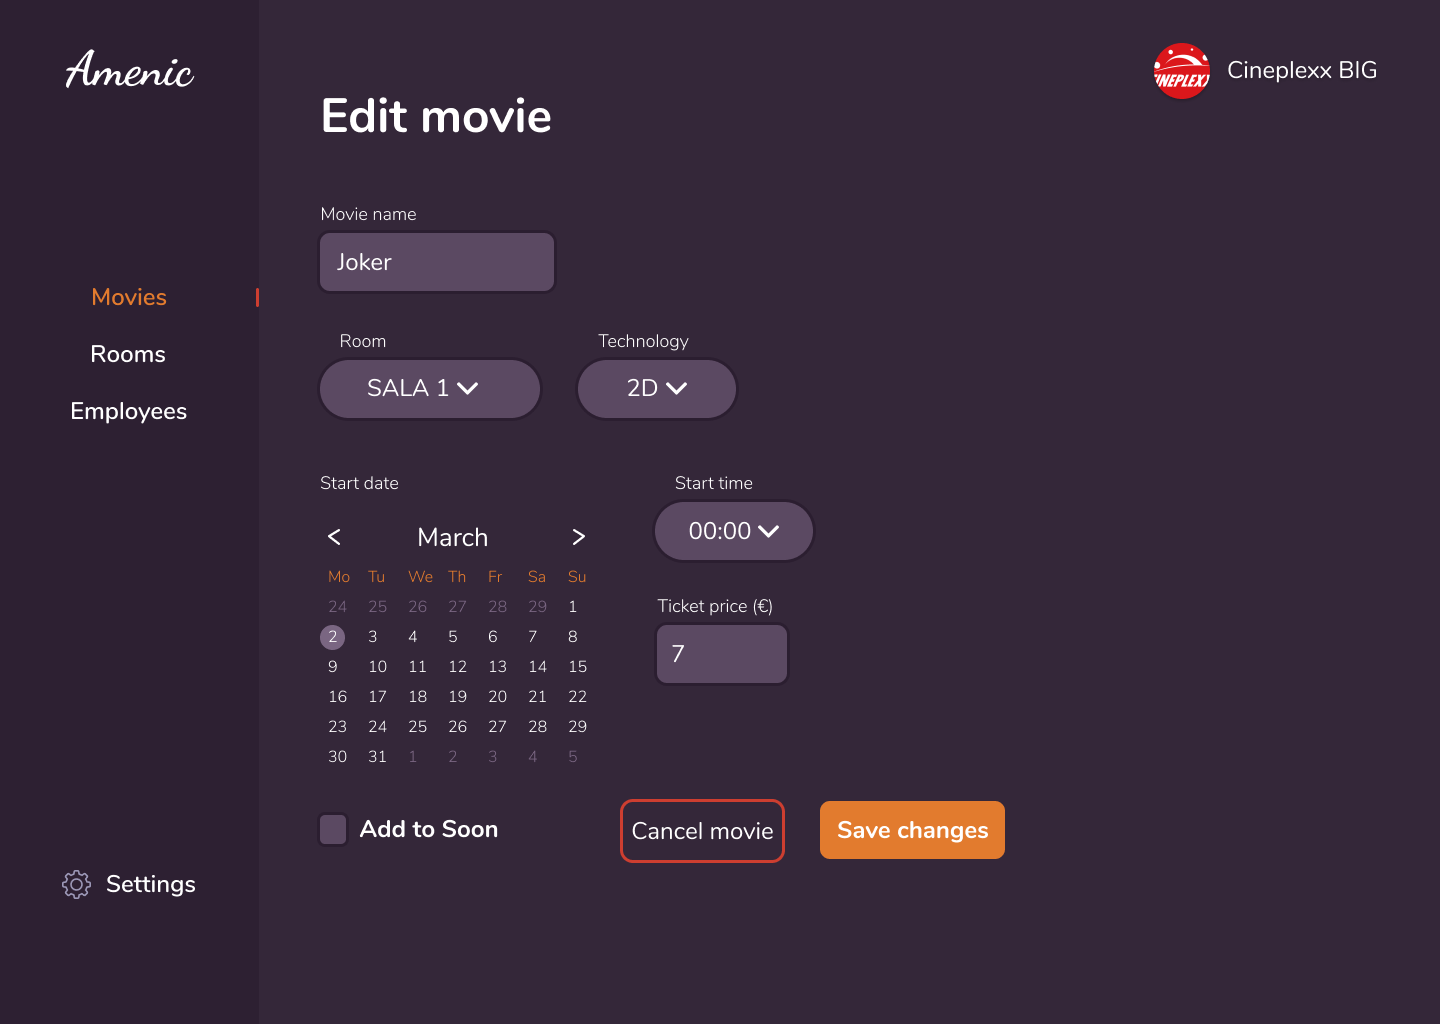 Amenic
CINEPLEXX
Cineplexx BIG
Edit movie
Movies
Rooms
Employees
Settings
Movie name
Joker
Room
Technology
SALA 1
2D
Start date
Start time
< March >
00:00
Mo Tu We Th Fr Sa Su
24 25 26 27 28 29 1
2 3 4 5 6 7 8
9 10 11 12 13 14 15
16 17 18 19 20 21 22
23 24 25 26 27 28 29
30 31 1 2 3 4 5
Ticket price (€)
7
Add to Soon
Cancel movie
Save changes